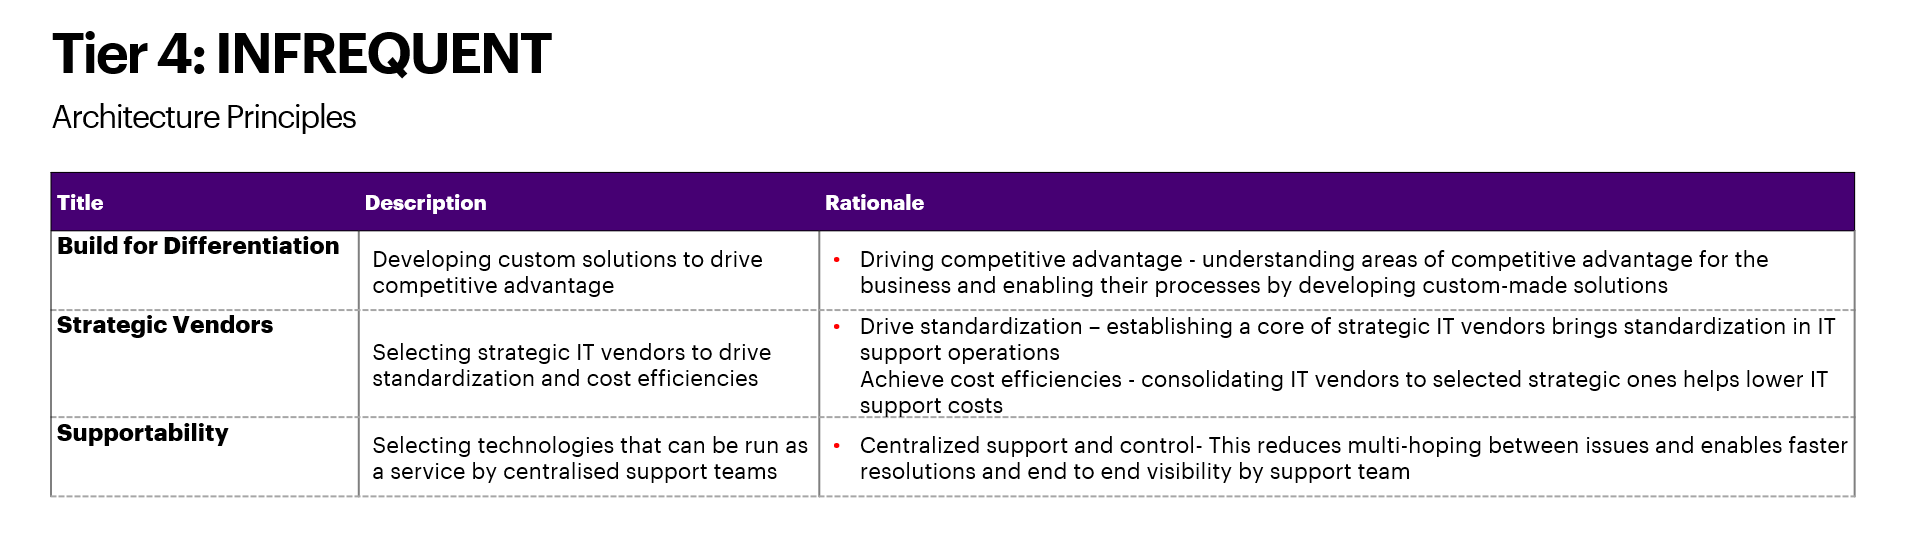 Tier 4: INFREQUENT
Architecture Principles
Title Description Rationale
Build for Differentiation
Developing custom solutions to drive
competitive advantage
• Driving competitive advantage - understanding areas of competitive advantage for the
business and enabling their processes by developing custom-made solutions
Strategic Vendors
Selecting strategic IT vendors to drive
standardization and cost efficiencies
• Drive standardization – establishing a core of strategic IT vendors brings standardization in IT
support operations
Achieve cost efficiencies - consolidating IT vendors to selected strategic ones helps lower IT
support costs
Supportability
Selecting technologies that can be run as
a service by centralised support teams
• Centralized support and control- This reduces multi-hoping between issues and enables faster
resolutions and end to end visibility by support team